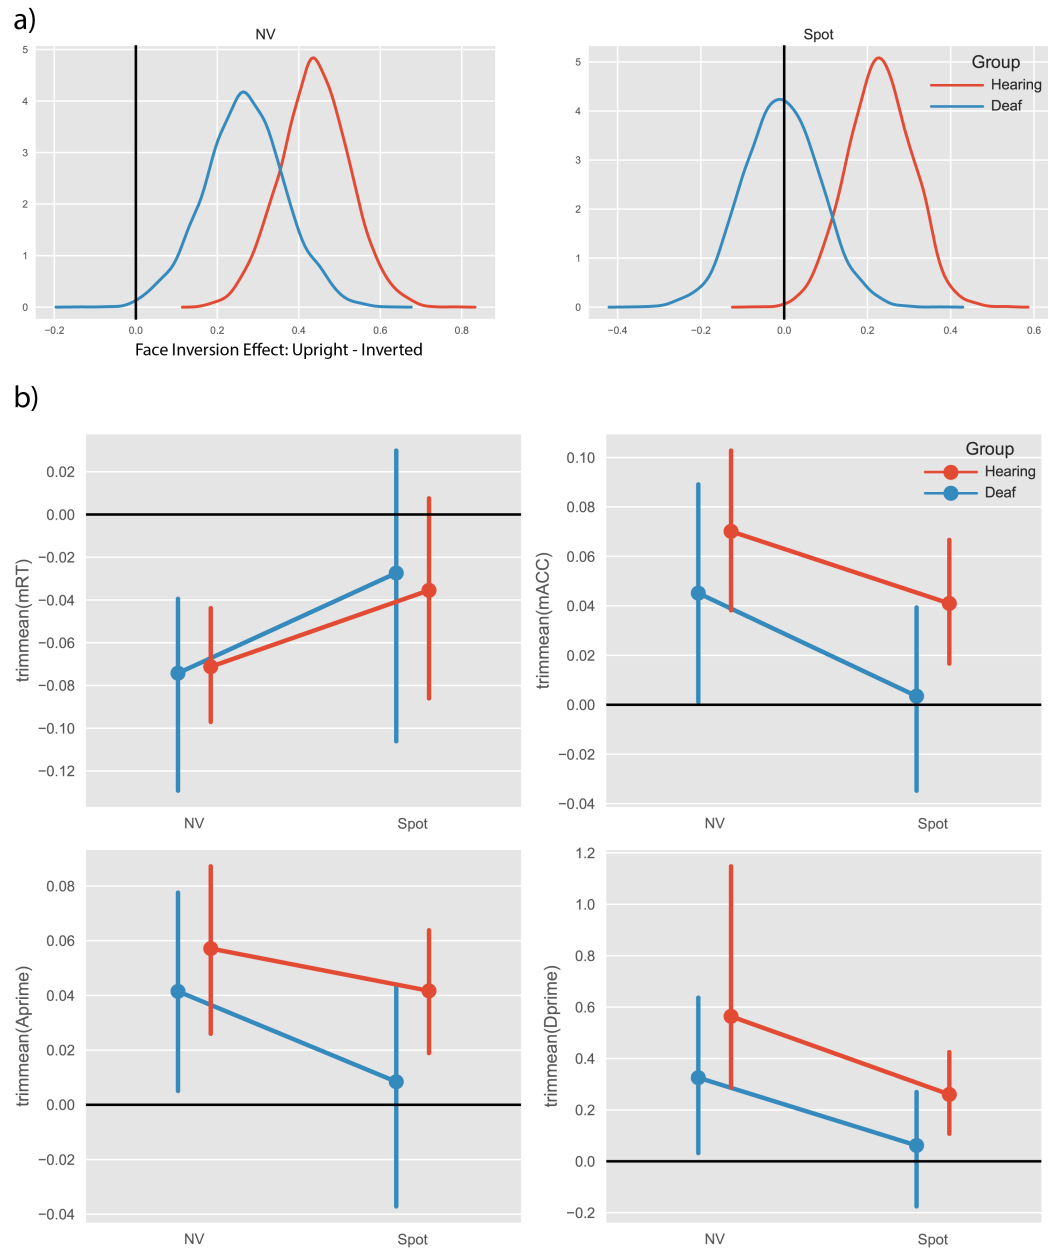 a)
NV
Spot
5
4
3
2
1
0
−0.2
0.0
0.2
0.4
0.6
0.8
Face Inversion Effect: Upright - Inverted
5
4
3
2
1
0
−0.4
−0.2
0.0
0.2
0.4
0.6
Group
Hearing
Deaf
b)
trimmean(mRT)
0.02
0.00
−0.02
−0.04
−0.06
−0.08
−0.10
−0.12
NV
Spot
trimmean(mACC)
0.10
0.08
0.06
0.04
0.02
0.00
−0.02
−0.04
NV
Spot
Group
Hearing
Deaf
trimmean(Aprime)
0.08
0.06
0.04
0.02
0.00
−0.02
−0.04
NV
Spot
trimmean(Dprime)
1.2
1.0
0.8
0.6
0.4
0.2
0.0
−0.2
NV
Spot